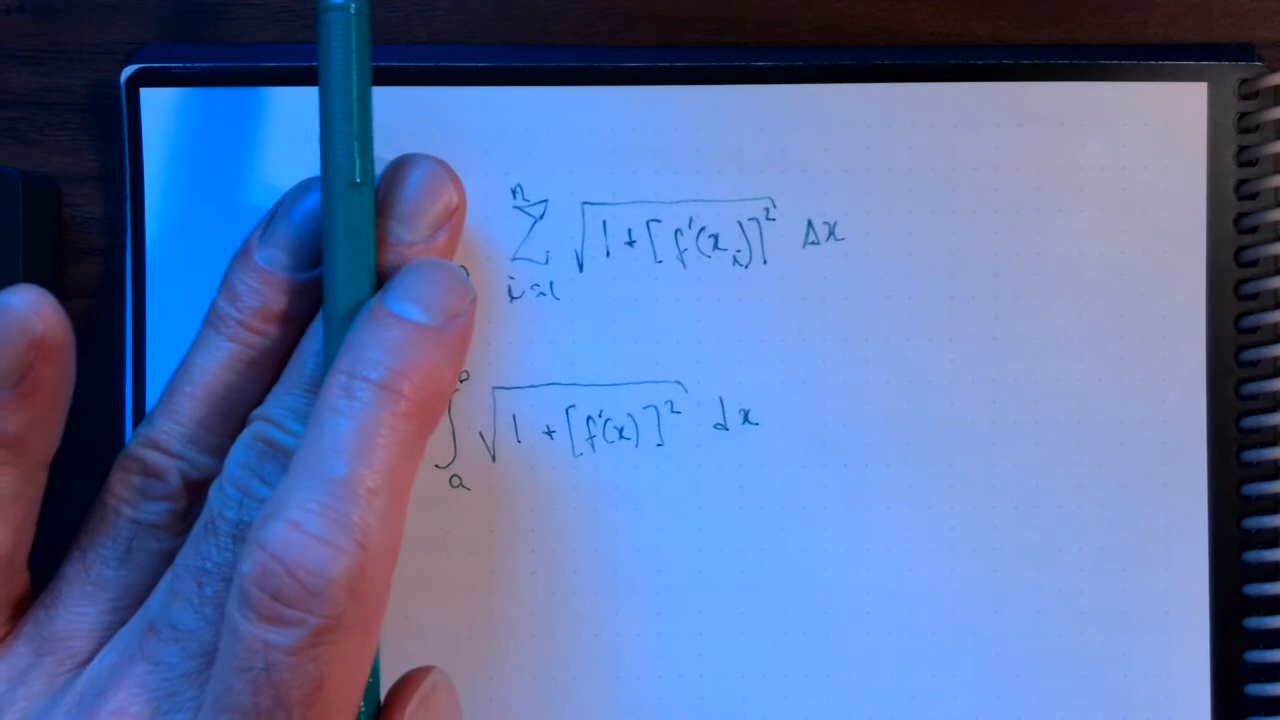 n
∑ √1+[f'(xᵢ)]² Δx
i=1
∫ √1+[f'(x)]² dx
a